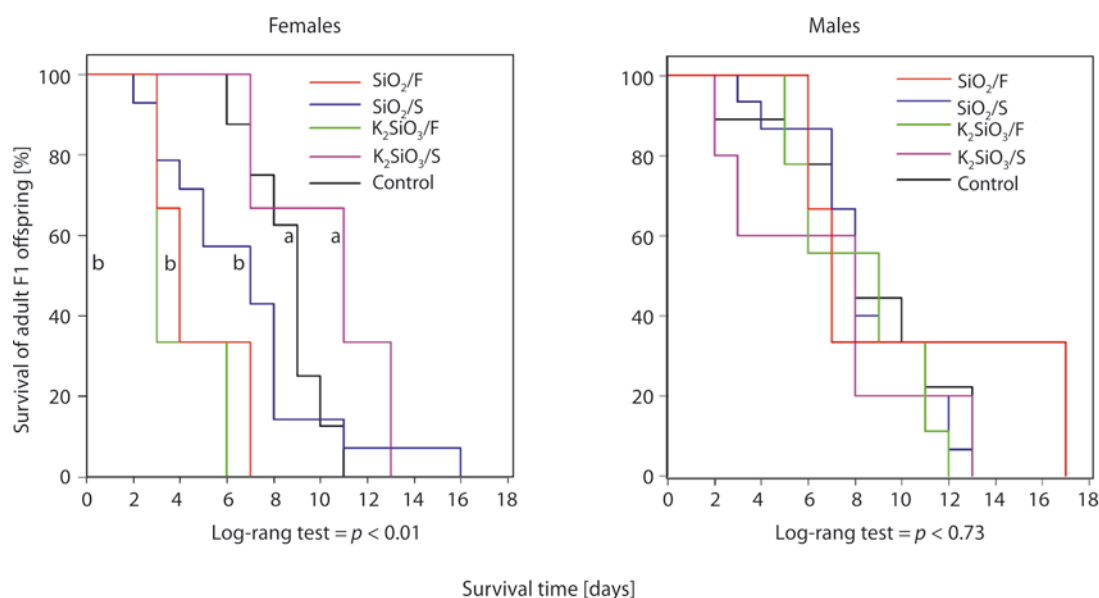 Females
Males
Survival of adult F1 offspring [%]
100
80
60
40
20
0
SiO2/F
SiO2/S
K2SiO3/F
K2SiO3/S
Control
b
b
b
a
a
0 2 4 6 8 10 12 14 16 18
Log-rang test = p < 0.01
100
80
60
40
20
0
SiO2/F
SiO2/S
K2SiO3/F
K2SiO3/S
Control
0 2 4 6 8 10 12 14 16 18
Log-rang test = p < 0.73
Survival time [days]